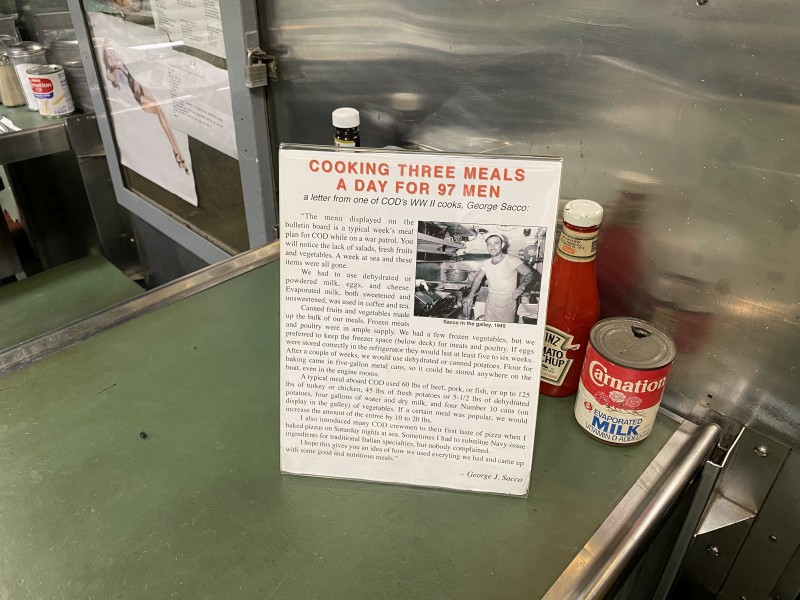 COOKING THREE MEALS
A DAY FOR 97 MEN
a letter from one of COD's WW II cooks, George Sacco:
"The menu displayed on the
bulletin board is a typical week's meal
plan for COD while on a war patrol. You
will notice the lack of salads, fresh fruits
and vegetables. A week at sea and these
items were all gone.
We had to use dehydrated or
powdered milk, eggs, and cheese.
Evaporated milk, both sweetened and
unsweetened, was used in coffee and tea.
Canned fruits and vegetables made
up the bulk of our meals. Frozen meats
and poultry were in ample supply. We had a few frozen vegetables, but we
preferred to keep the freezer space (below deck) for meats and poultry. If eggs
were stored correctly in the refrigerator they would last at least five to six weeks.
After a couple of weeks, we would use dehydrated or canned potatoes. Flour for
baking came in five-gallon metal cans, so it could be stored anywhere on the
boat, even in the engine rooms.
A typical meal aboard COD used 60 lbs of beef, pork, or fish, or up to 125
lbs of turkey or chicken, 45 lbs of fresh potatoes or 5-1/2 lbs of dehydrated
potatoes, four gallons of water and dry milk, and four Number 10 cans (on
display in the galley) of vegetables. If a certain meal was popular, we would
increase the amount of the entree by 10 to 20 lbs.
I also introduced many COD crewmen to their first taste of pizza when I
baked pizzas on Saturday nights at sea. Sometimes I had to substitue Navy-issue
ingredients for traditional Italian specialties, but nobody complained.
I hope this gives you an idea of how we used everyting we had and came up
with some good and nutritious meals."
– George J. Sacco
Sacco in the galley, 1945
INZ
ATO
HUP
Carnation
EVAPORATED
MILK
VITAMIN D ADDED